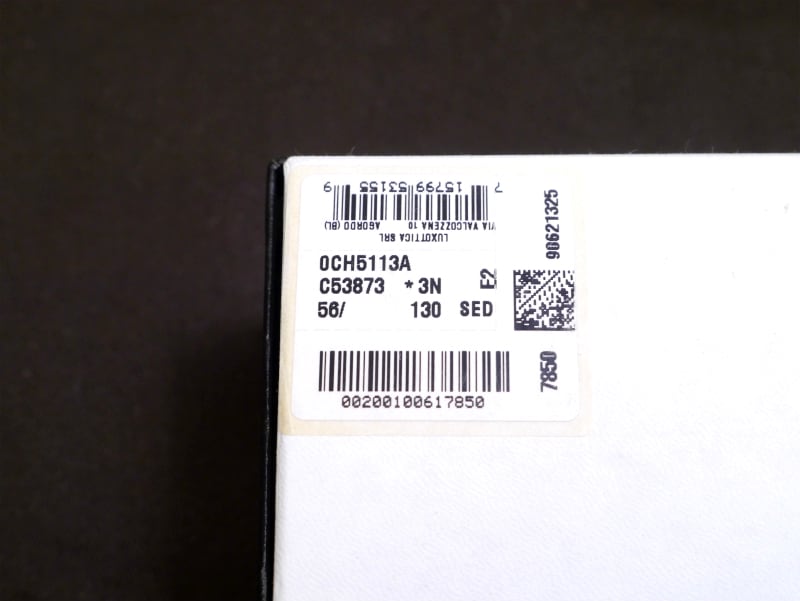 7 15799 53155 9
VIA VALCOZZENA 10 AGORDO (BL)
LUXOTTICA SRL
0CH5113A
C53873 *3N E2
56/ 130 SED
00200100617850
90621325
7850